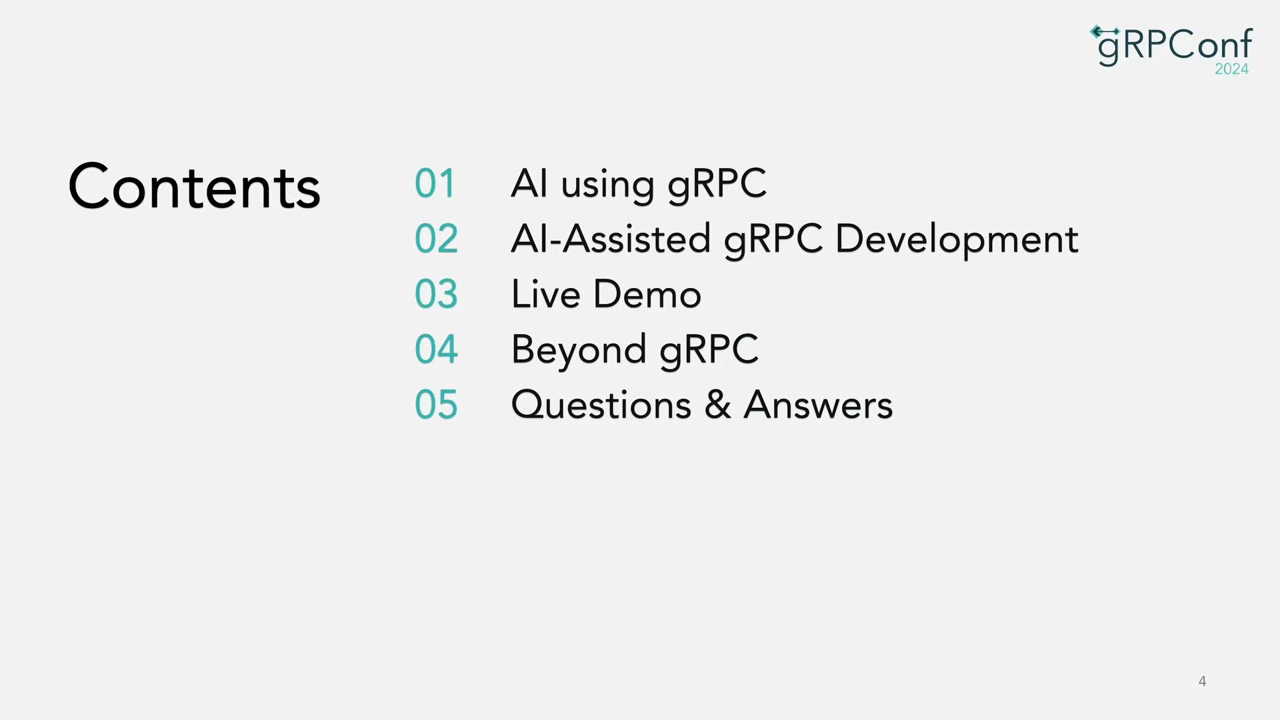 gRPConf
2024
Contents
01 AI using gRPC
02 AI-Assisted gRPC Development
03 Live Demo
04 Beyond gRPC
05 Questions & Answers
4